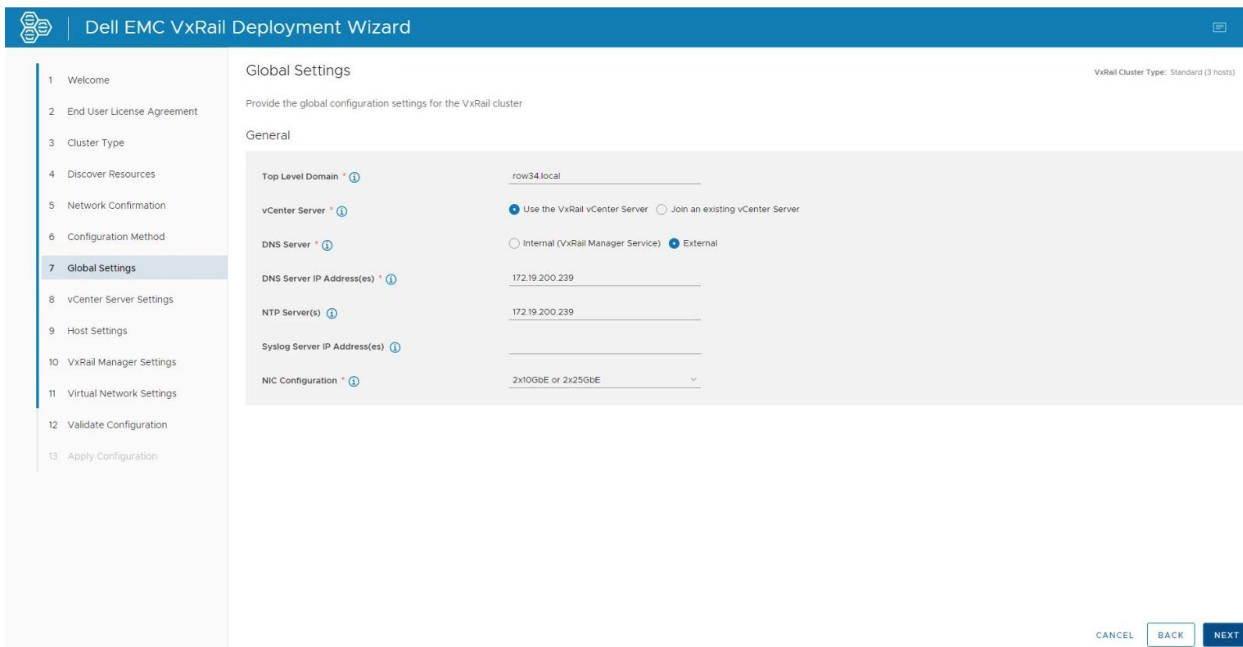 Dell EMC VxRail Deployment Wizard
1 Welcome
2 End User License Agreement
3 Cluster Type
4 Discover Resources
5 Network Confirmation
6 Configuration Method
7 Global Settings
8 vCenter Server Settings
9 Host Settings
10 VxRail Manager Settings
11 Virtual Network Settings
12 Validate Configuration
13 Apply Configuration
Global Settings
VxRail Cluster Type: Standard (3 hosts)
Provide the global configuration settings for the VxRail cluster
General
Top Level Domain * row34.local
vCenter Server * Use the VxRail vCenter Server Join an existing vCenter Server
DNS Server * Internal (VxRail Manager Service) External
DNS Server IP Address(es) * 172.19.200.239
NTP Server(s) 172.19.200.239
Syslog Server IP Address(es)
NIC Configuration * 2x10GbE or 2x25GbE
CANCEL BACK NEXT